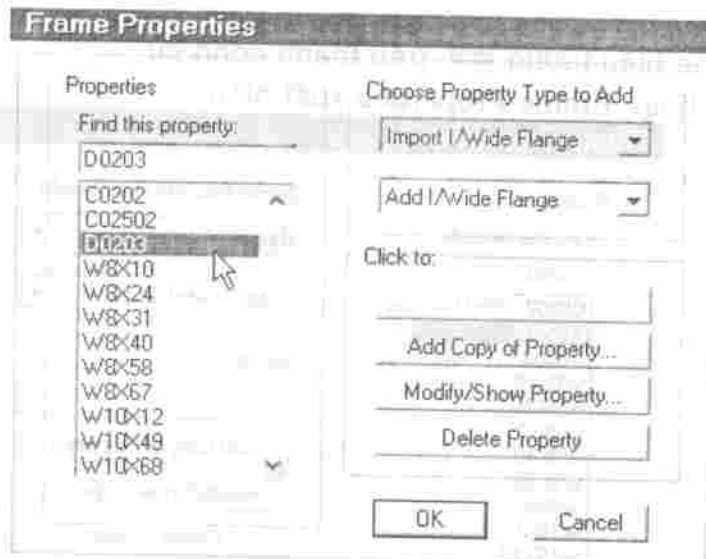 Frame Properties
Properties
Find this property:
D0203
C0202
C02502
D0203
W8X10
W8X24
W8X31
W8X40
W8X58
W8X67
W10X12
W10X49
W10X68
Choose Property Type to Add
Import I/Wide Flange
Add I/Wide Flange
Click to:
Add Copy of Property...
Modify/Show Property...
Delete Property
OK
Cancel